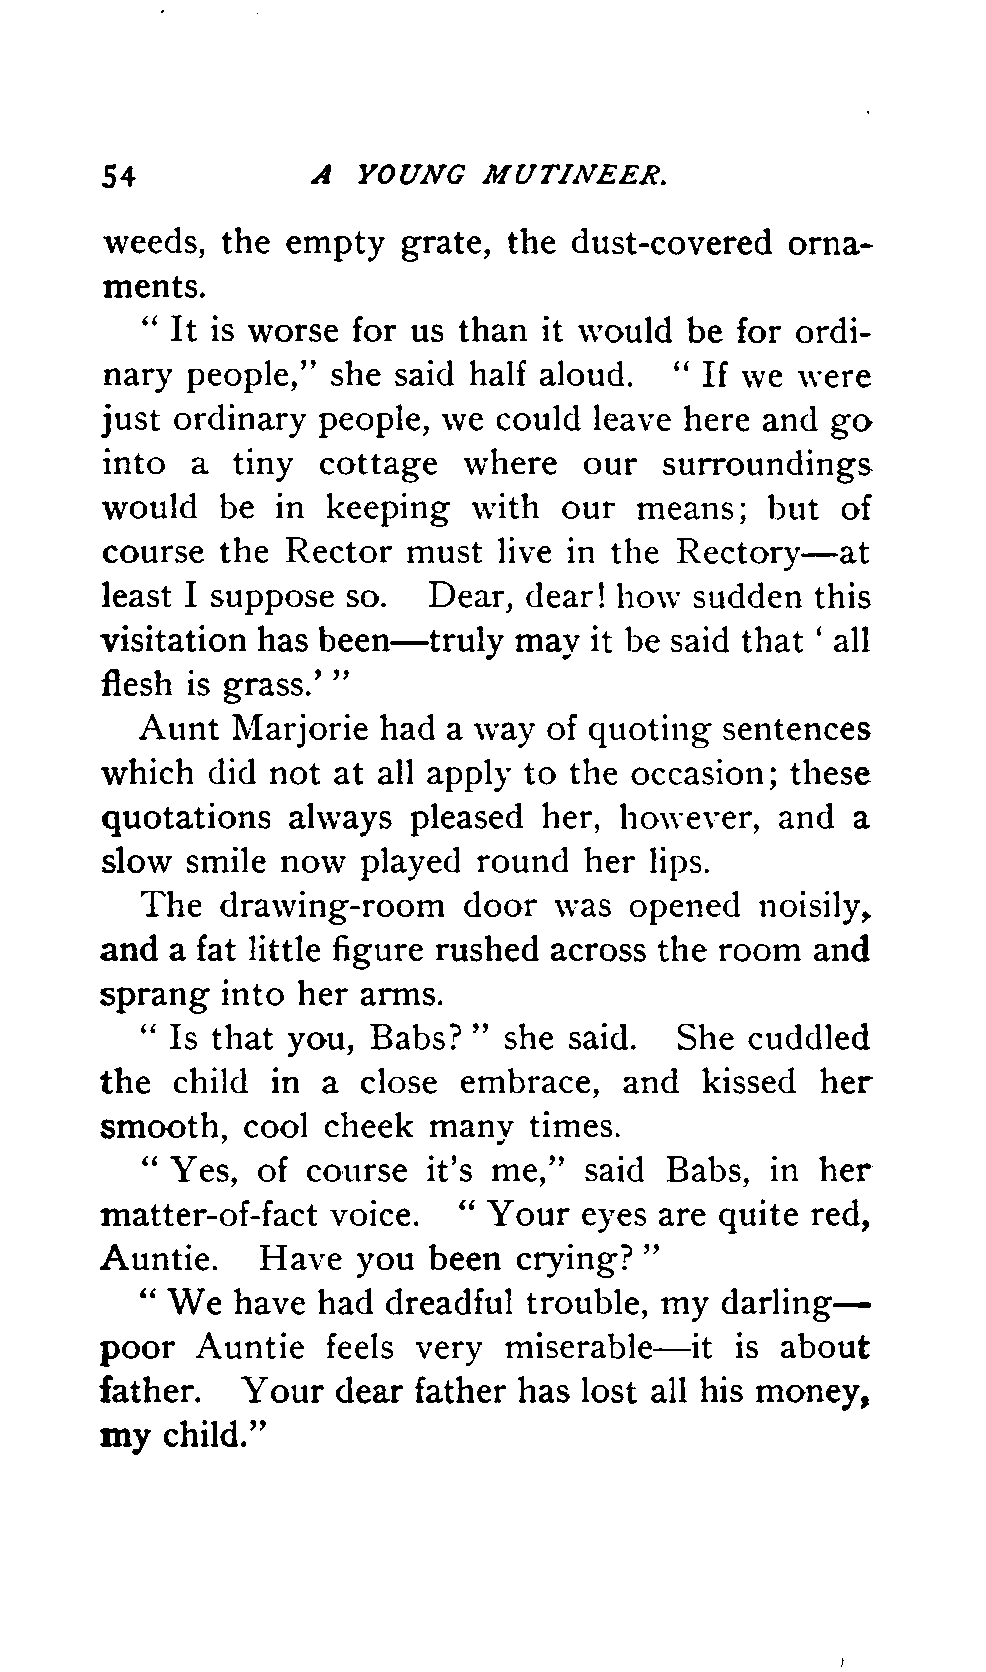 54 A YOUNG MUTINEER.
weeds, the empty grate, the dust-covered orna-
ments.
“ It is worse for us than it would be for ordi-
nary people,” she said half aloud. “ If we were
just ordinary people, we could leave here and go
into a tiny cottage where our surroundings
would be in keeping with our means; but of
course the Rector must live in the Rectory—at
least I suppose so. Dear, dear! how sudden this
visitation has been—truly may it be said that ‘ all
flesh is grass.’ ”
Aunt Marjorie had a way of quoting sentences
which did not at all apply to the occasion; these
quotations always pleased her, however, and a
slow smile now played round her lips.
The drawing-room door was opened noisily,
and a fat little figure rushed across the room and
sprang into her arms.
“ Is that you, Babs? ” she said. She cuddled
the child in a close embrace, and kissed her
smooth, cool cheek many times.
“ Yes, of course it’s me,” said Babs, in her
matter-of-fact voice. “ Your eyes are quite red,
Auntie. Have you been crying? ”
“ We have had dreadful trouble, my darling—
poor Auntie feels very miserable—it is about
father. Your dear father has lost all his money,
my child.”